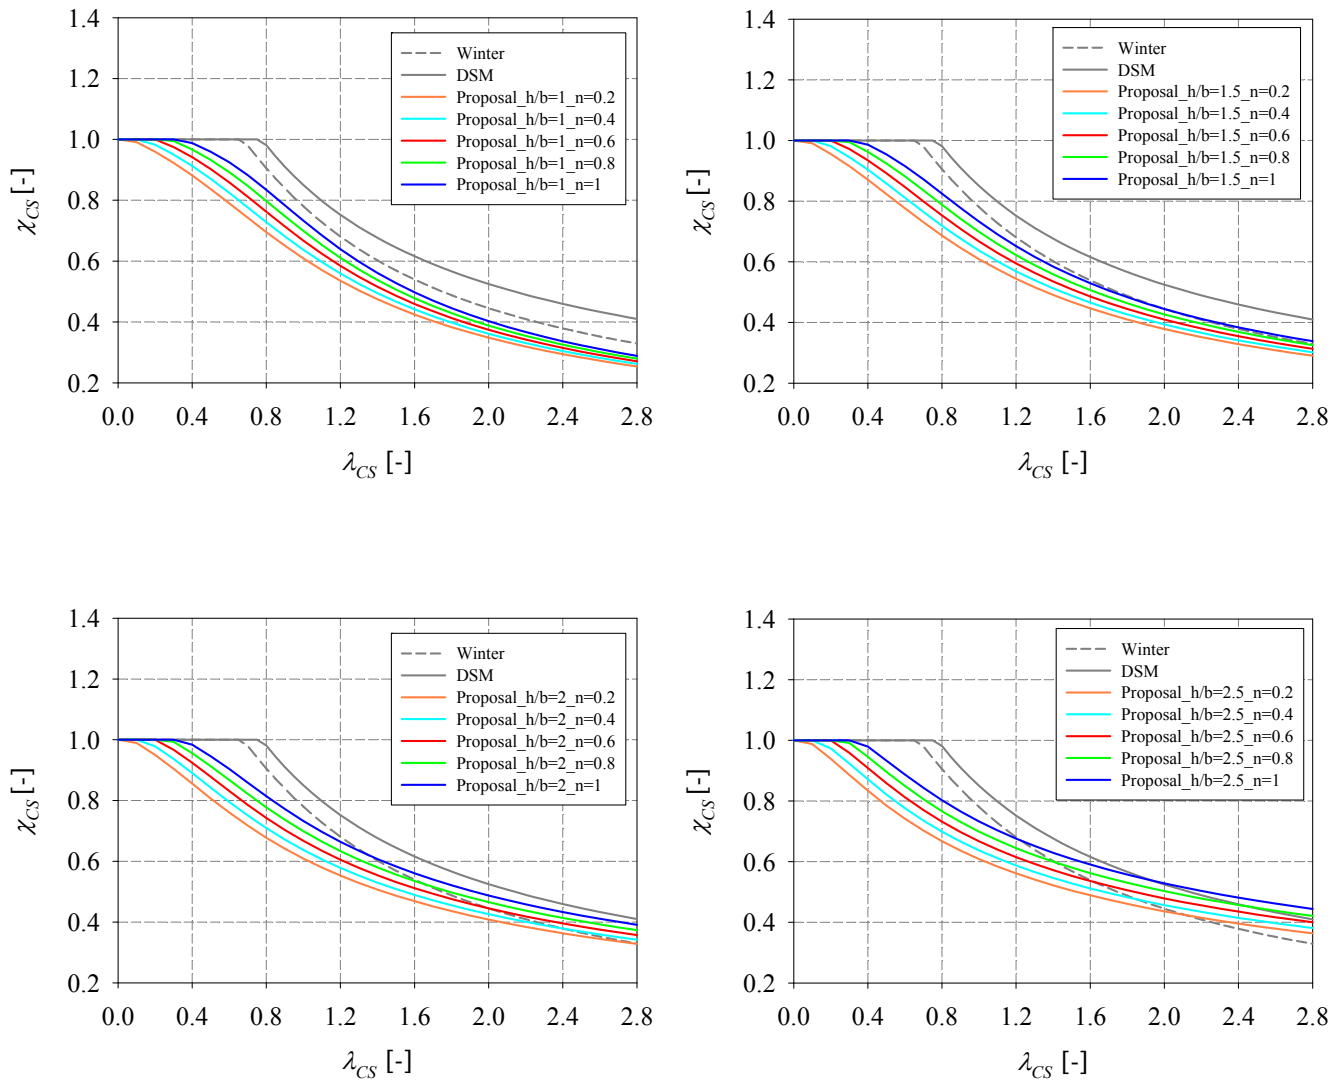 1.4
1.2
1.0
0.8
0.6
0.4
0.2
χCS [-]
Winter
DSM
Proposal_h/b=1_n=0.2
Proposal_h/b=1_n=0.4
Proposal_h/b=1_n=0.6
Proposal_h/b=1_n=0.8
Proposal_h/b=1_n=1
0.0 0.4 0.8 1.2 1.6 2.0 2.4 2.8
λCS [-]
1.4
1.2
1.0
0.8
0.6
0.4
0.2
χCS [-]
Winter
DSM
Proposal_h/b=1.5_n=0.2
Proposal_h/b=1.5_n=0.4
Proposal_h/b=1.5_n=0.6
Proposal_h/b=1.5_n=0.8
Proposal_h/b=1.5_n=1
0.0 0.4 0.8 1.2 1.6 2.0 2.4 2.8
λCS [-]
1.4
1.2
1.0
0.8
0.6
0.4
0.2
χCS [-]
Winter
DSM
Proposal_h/b=2_n=0.2
Proposal_h/b=2_n=0.4
Proposal_h/b=2_n=0.6
Proposal_h/b=2_n=0.8
Proposal_h/b=2_n=1
0.0 0.4 0.8 1.2 1.6 2.0 2.4 2.8
λCS [-]
1.4
1.2
1.0
0.8
0.6
0.4
0.2
χCS [-]
Winter
DSM
Proposal_h/b=2.5_n=0.2
Proposal_h/b=2.5_n=0.4
Proposal_h/b=2.5_n=0.6
Proposal_h/b=2.5_n=0.8
Proposal_h/b=2.5_n=1
0.0 0.4 0.8 1.2 1.6 2.0 2.4 2.8
λCS [-]